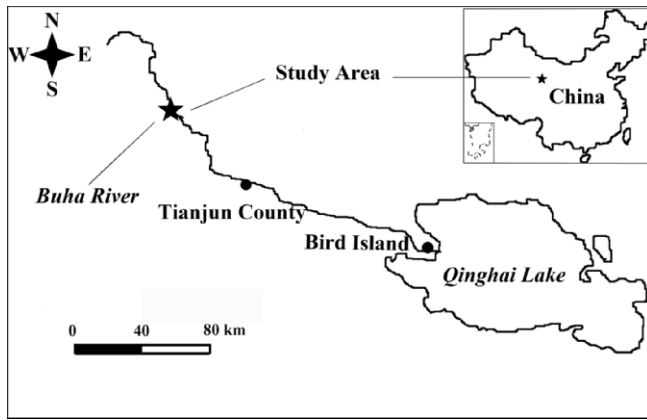 N
W E
S
Study Area
China
Buha River
Tianjun County
Bird Island
Qinghai Lake
0 40 80 km